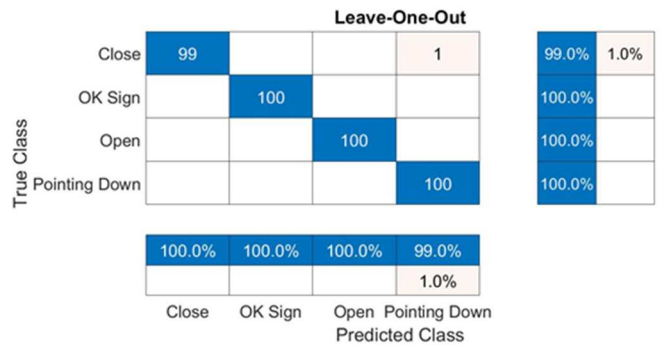 Leave-One-Out
True Class
Close 99 1 99.0% 1.0%
OK Sign 100 100.0%
Open 100 100.0%
Pointing Down 100 100.0%
100.0% 100.0% 100.0% 99.0%
1.0%
Close OK Sign Open Pointing Down
Predicted Class